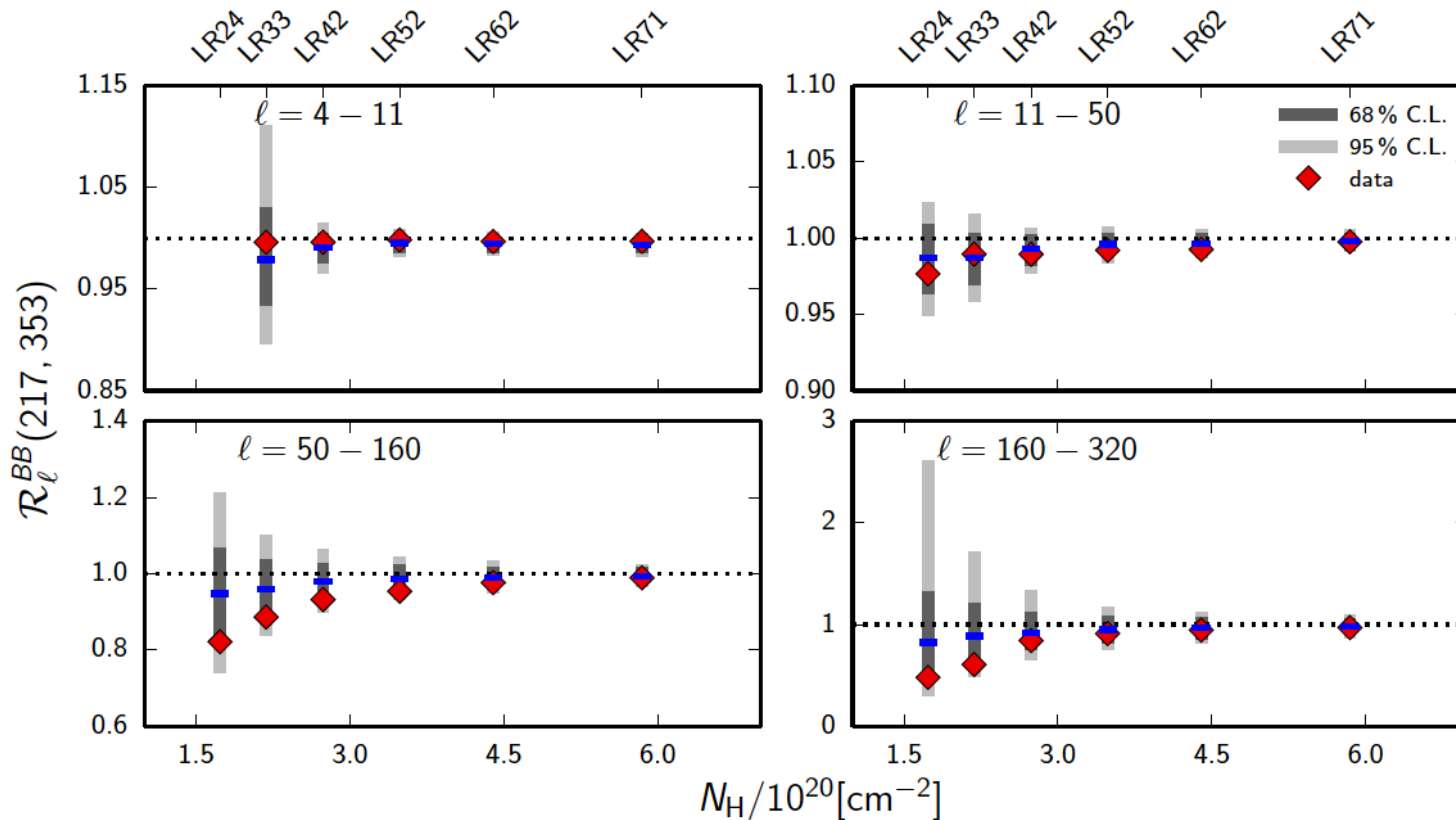 LR24 LR33 LR42 LR52 LR62 LR71 LR24 LR33 LR42 LR52 LR62 LR71
ℓ = 4 − 11
1.15
1.05
0.95
0.85
ℓ = 11 − 50
68% C.L.
95% C.L.
data
1.10
1.05
1.00
0.95
0.90
ℓ = 50 − 160
1.4
1.2
1.0
0.8
0.6
1.5 3.0 4.5 6.0
ℓ = 160 − 320
3
2
1
0
1.5 3.0 4.5 6.0
R_ℓ^{BB}(217, 353)
N_H/10^{20}[cm^{−2}]